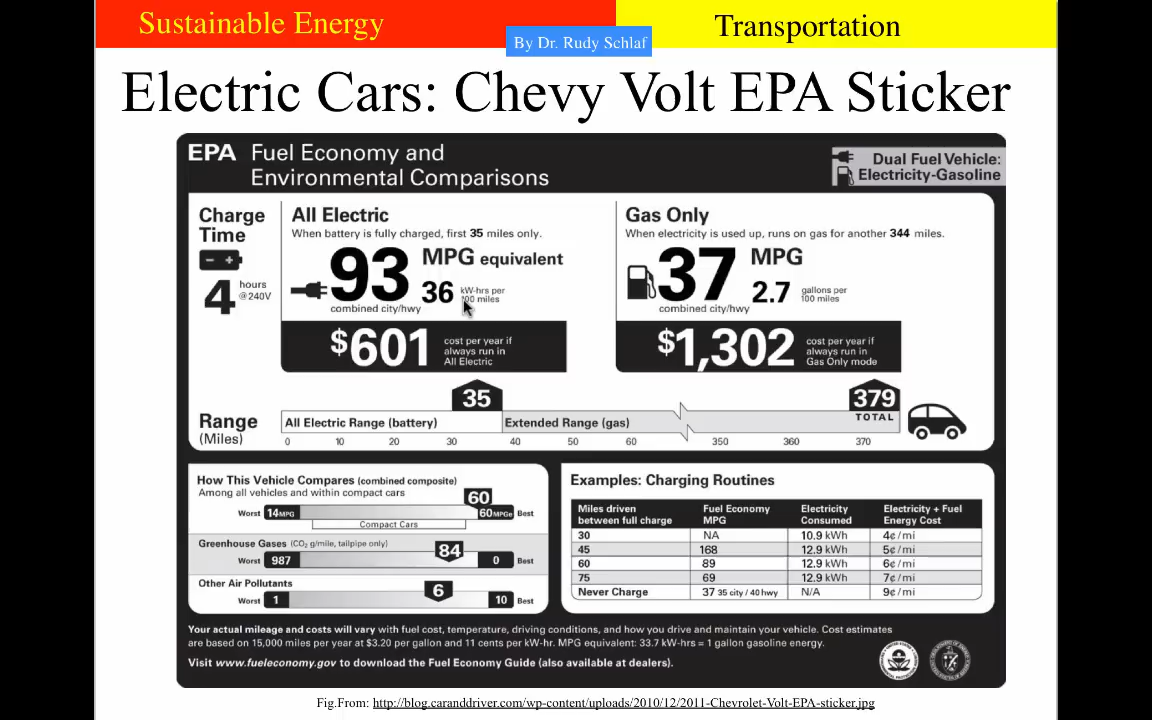 Sustainable Energy
Transportation
By Dr. Rudy Schlaf
Electric Cars: Chevy Volt EPA Sticker
EPA Fuel Economy and
Environmental Comparisons
Dual Fuel Vehicle:
Electricity-Gasoline
Charge
Time
4 hours
@240V
All Electric
When battery is fully charged, first 35 miles only.
93 MPG equivalent
36 kW-hrs per
100 miles
combined city/hwy
$601 cost per year if
always run in
All Electric
Gas Only
When electricity is used up, runs on gas for another 344 miles.
37 MPG
2.7 gallons per
100 miles
combined city/hwy
$1,302 cost per year if
always run in
Gas Only mode
Range
(Miles)
35
379
TOTAL
All Electric Range (battery)
Extended Range (gas)
0 10 20 30 40 50 60 350 360 370
How This Vehicle Compares (combined composite)
Among all vehicles and within compact cars
60
Worst 14MPG 60MPGe Best
Compact Cars
Greenhouse Gases (CO2 g/mile, tailpipe only)
84
Worst 987 0 Best
Other Air Pollutants
6
Worst 1 10 Best
Examples: Charging Routines
Miles driven
between full charge
Fuel Economy
MPG
Electricity
Consumed
Electricity + Fuel
Energy Cost
30 NA 10.9 kWh 4¢/mi
45 168 12.9 kWh 5¢/mi
60 89 12.9 kWh 6¢/mi
75 69 12.9 kWh 7¢/mi
Never Charge 37 35 city / 40 hwy N/A 9¢/mi
Your actual mileage and costs will vary with fuel cost, temperature, driving conditions, and how you drive and maintain your vehicle. Cost estimates
are based on 15,000 miles per year at $3.20 per gallon and 11 cents per kW-hr. MPG equivalent: 33.7 kW-hrs = 1 gallon gasoline energy.
Visit www.fueleconomy.gov to download the Fuel Economy Guide (also available at dealers).
Fig.From: http://blog.caranddriver.com/wp-content/uploads/2010/12/2011-Chevrolet-Volt-EPA-sticker.jpg